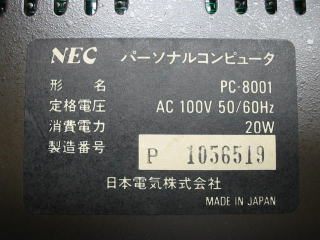 NEC パーソナルコンピュータ
形名 PC-8001
定格電圧 AC 100V 50/60Hz
消費電力 20W
製造番号 P 1056519
日本電気株式会社
MADE IN JAPAN